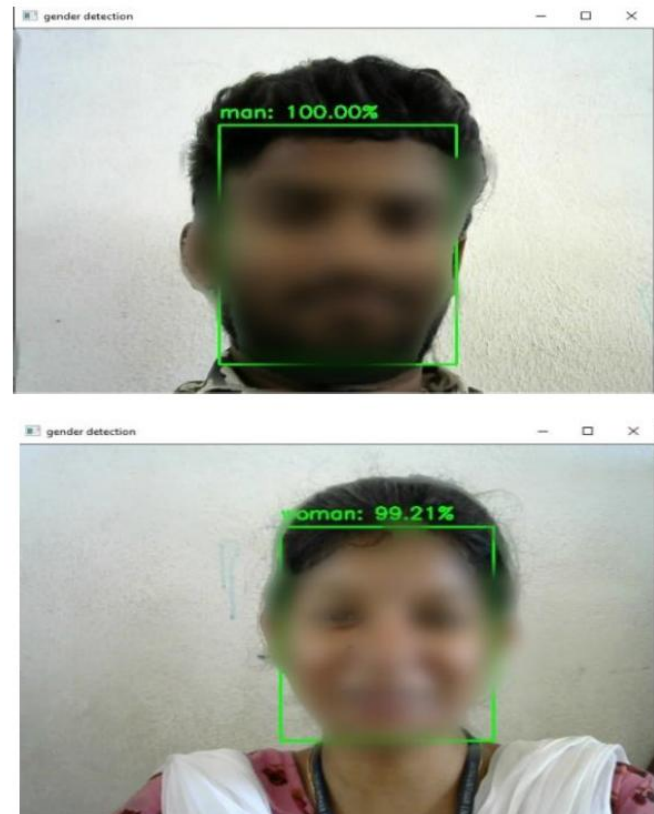 gender detection
man: 100.00%
gender detection
woman: 99.21%